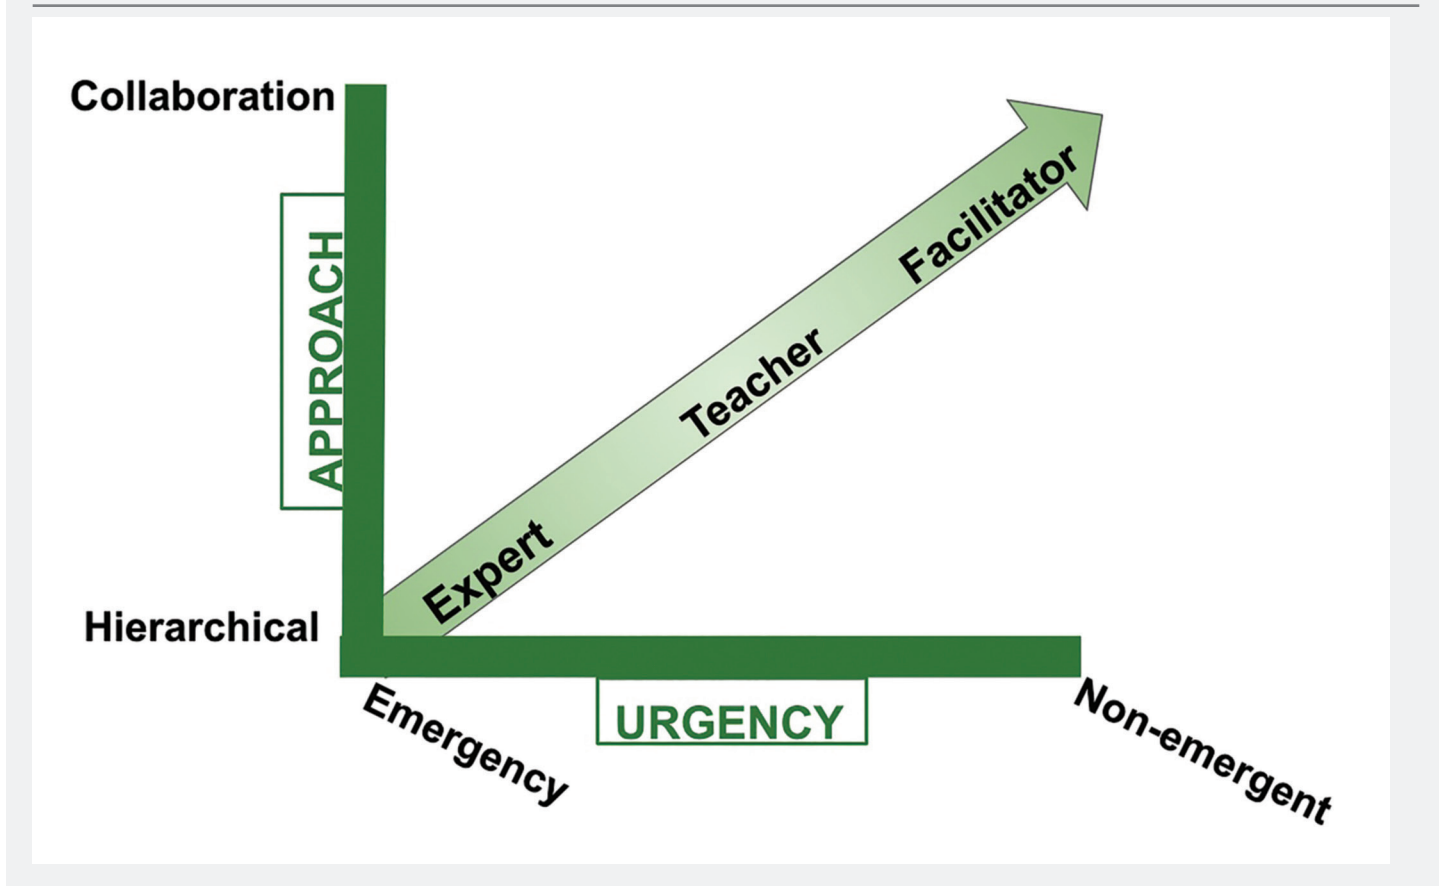 Collaboration
APPROACH
Hierarchical
Expert
Teacher
Facilitator
Emergency
URGENCY
Non-emergent